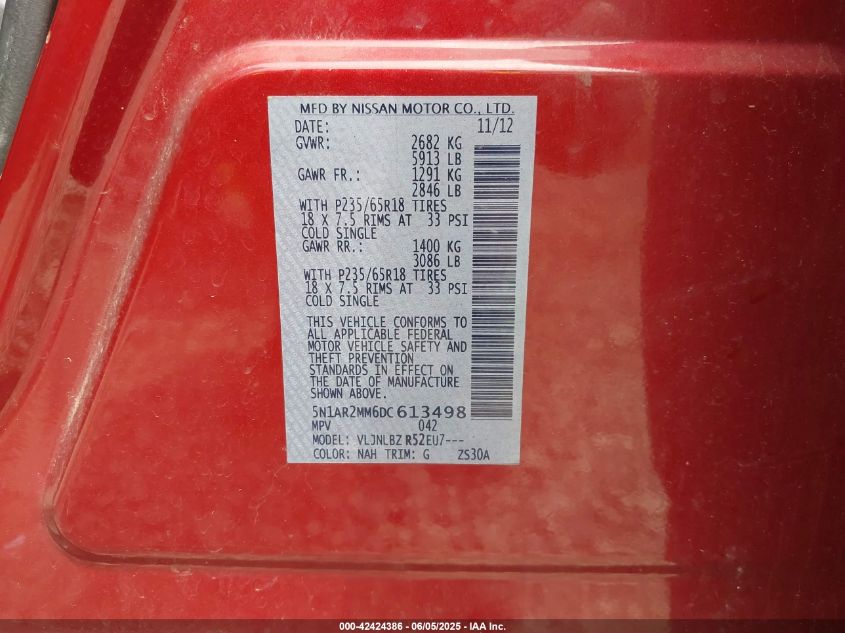 MFD BY NISSAN MOTOR CO., LTD.
DATE: 11/12
GVWR: 2682 KG
5913 LB
GAWR FR.: 1291 KG
2846 LB
WITH P235/65R18 TIRES
18 X 7.5 RIMS AT 33 PSI
COLD SINGLE
GAWR RR.: 1400 KG
3086 LB
WITH P235/65R18 TIRES
18 X 7.5 RIMS AT 33 PSI
COLD SINGLE
THIS VEHICLE CONFORMS TO
ALL APPLICABLE FEDERAL
MOTOR VEHICLE SAFETY AND
THEFT PREVENTION
STANDARDS IN EFFECT ON
THE DATE OF MANUFACTURE
SHOWN ABOVE.
5N1AR2MM6DC613498
MPV 042
MODEL: VLJNLBZ R52EU7---
COLOR: NAH TRIM: G ZS30A
000-42424386 - 06/05/2025 - IAA Inc.